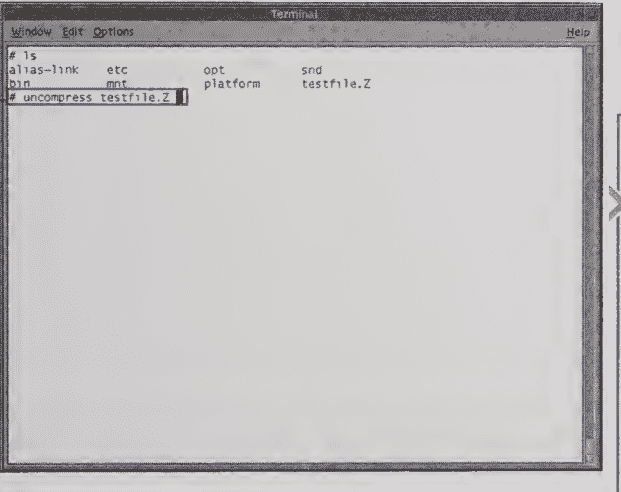 Terminal
Window Edit Options Help
# ls
alias-link etc opt snd
bin mnt platform testfile.Z
# uncompress testfile.Z